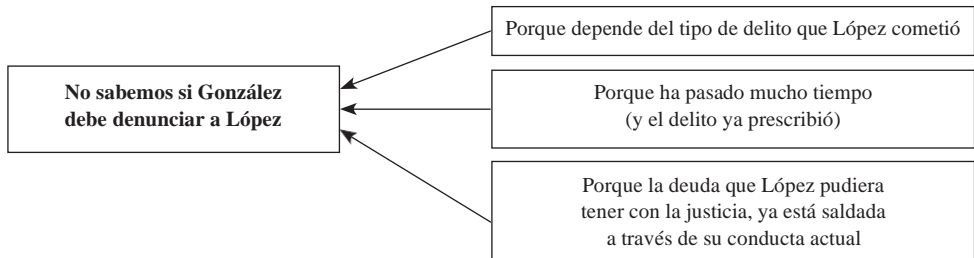 Porque depende del tipo de delito que López cometió
No sabemos si González
debe denunciar a López
Porque ha pasado mucho tiempo
(y el delito ya prescribió)
Porque la deuda que López pudiera
tener con la justicia, ya está saldada
a través de su conducta actual